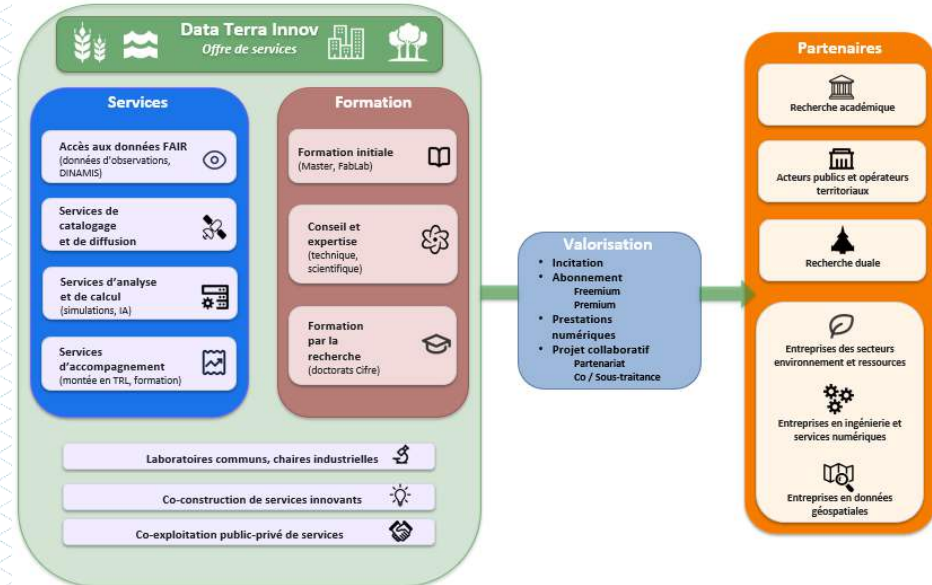 Data Terra Innov
Offre de services
Services
Accès aux données FAIR
(données d'observations,
DINAMIS)
Services de
catalogage
et de diffusion
Services d'analyse
et de calcul
(simulations, IA)
Services
d'accompagnement
(montée en TRL, formation)
Formation
Formation initiale
(Master, FabLab)
Conseil et
expertise
(technique,
scientifique)
Formation
par la
recherche
(doctorats Cifre)
Laboratoires communs, chaires industrielles
Co-construction de services innovants
Co-exploitation public-privé de services
Valorisation
• Incitation
• Abonnement
Freemium
Premium
• Prestations
numériques
• Projet collaboratif
Partenariat
Co / Sous-traitance
Partenaires
Recherche académique
Acteurs publics et opérateurs
territoriaux
Recherche duale
Entreprises des secteurs
environnement et ressources
Entreprises en ingénierie et
services numériques
Entreprises en données
géospatiales